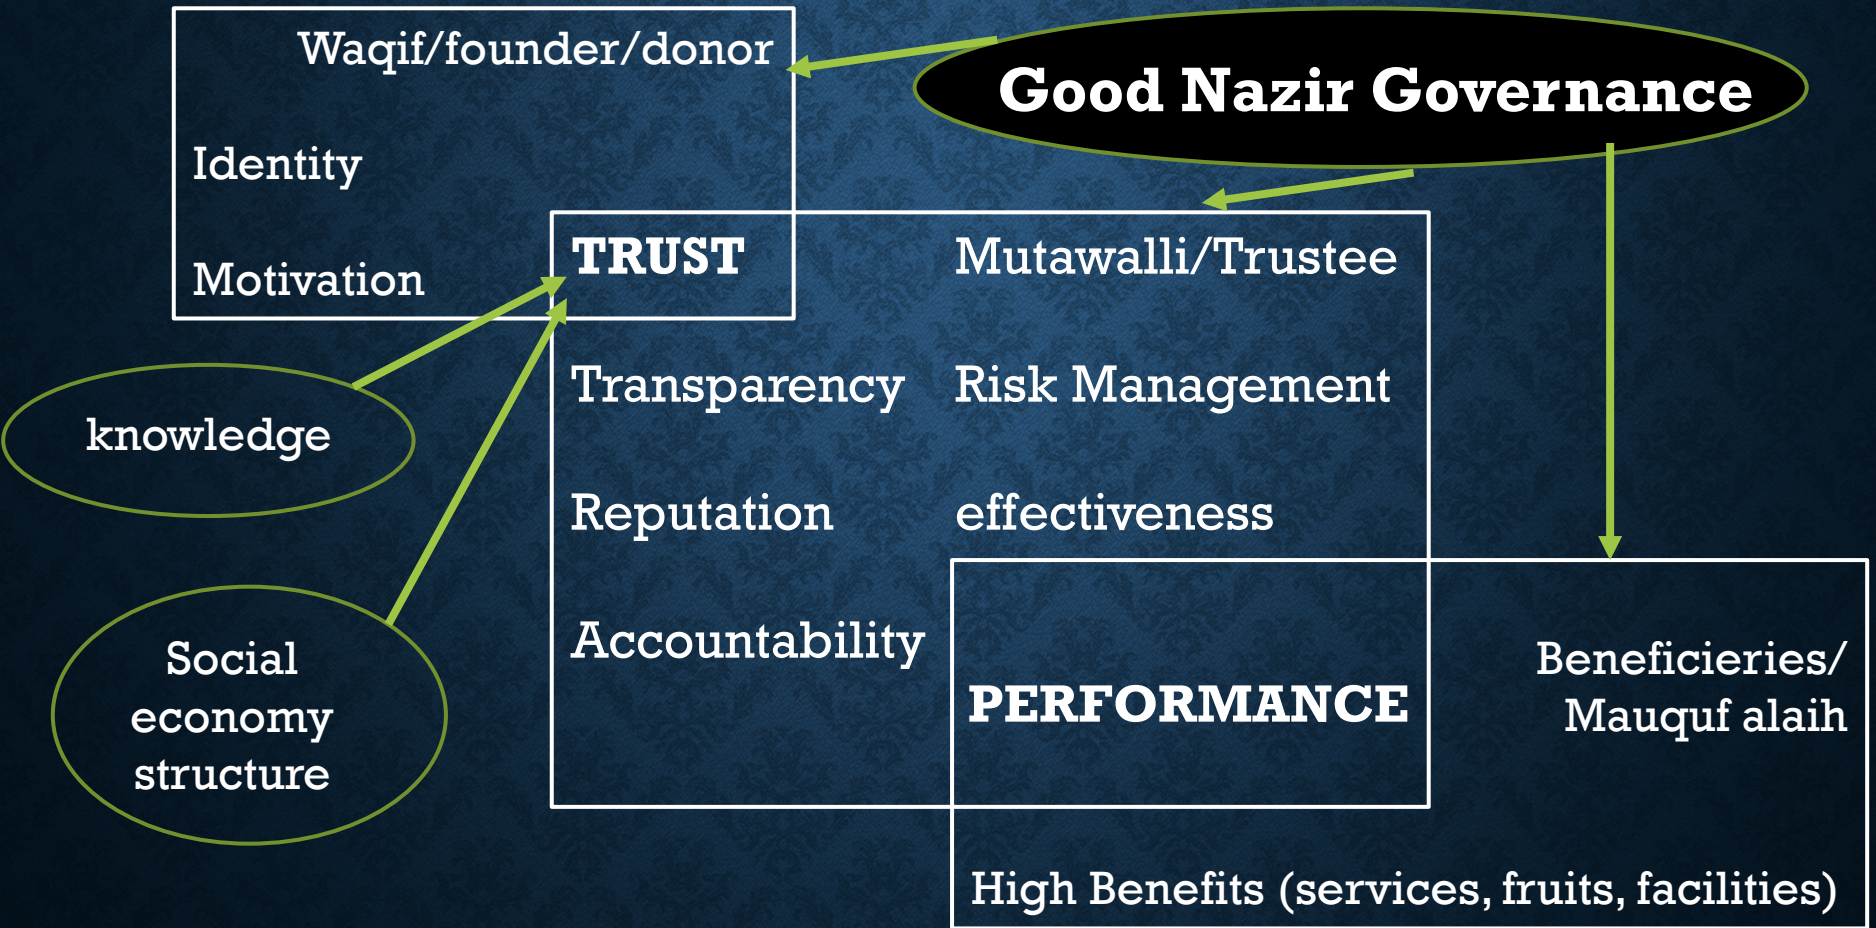 Waqif/founder/donor
Good Nazir Governance
Identity
Motivation
TRUST
Mutawalli/Trustee
Transparency
Risk Management
knowledge
Reputation
effectiveness
Accountability
Social
economy
structure
PERFORMANCE
Beneficieries/
Mauquf alaih
High Benefits (services, fruits, facilities)